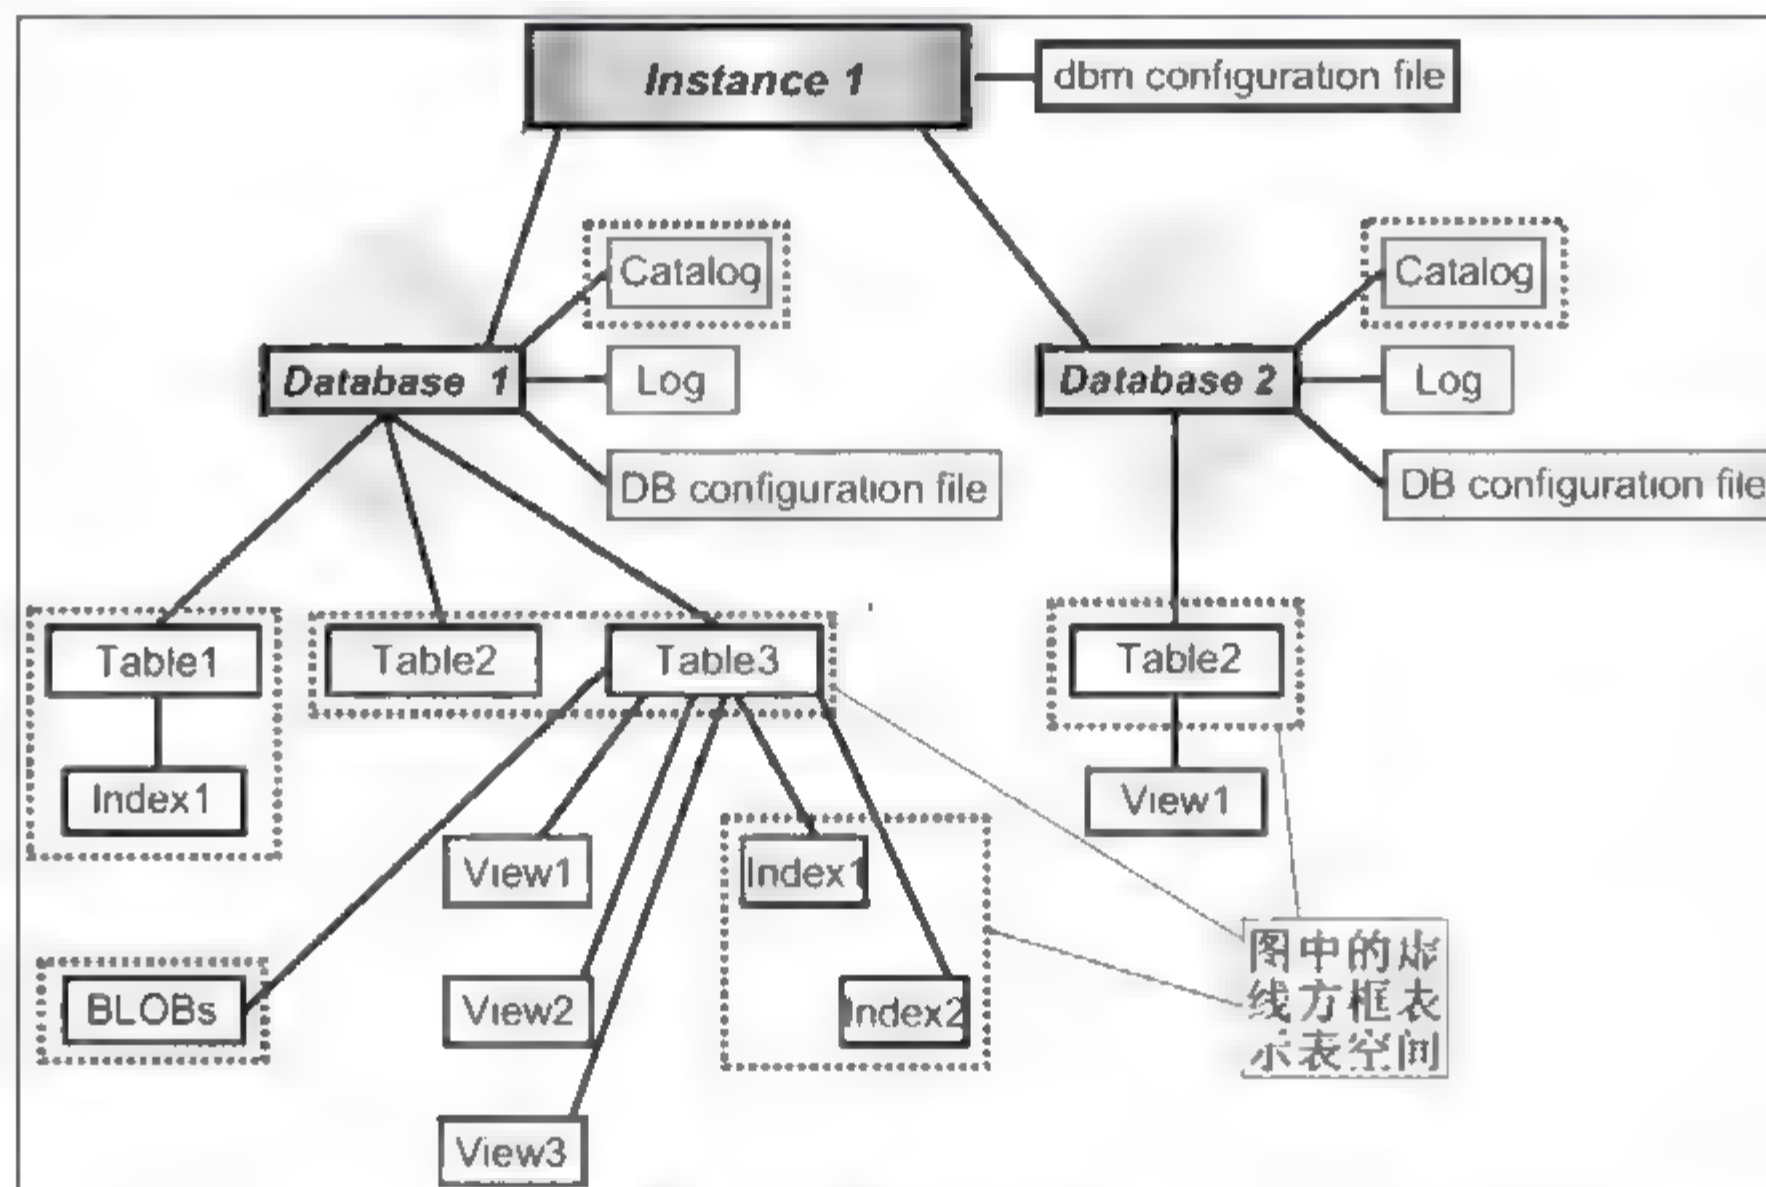 Instance 1
dbm configuration file
Catalog
Catalog
Database 1
Log
Database 2
Log
DB configuration file
DB configuration file
Table1
Table2
Table3
Table2
Index1
View1
View1
Index1
BLOBs
View2
Index2
图中的虚
线方框表
示表空间
View3